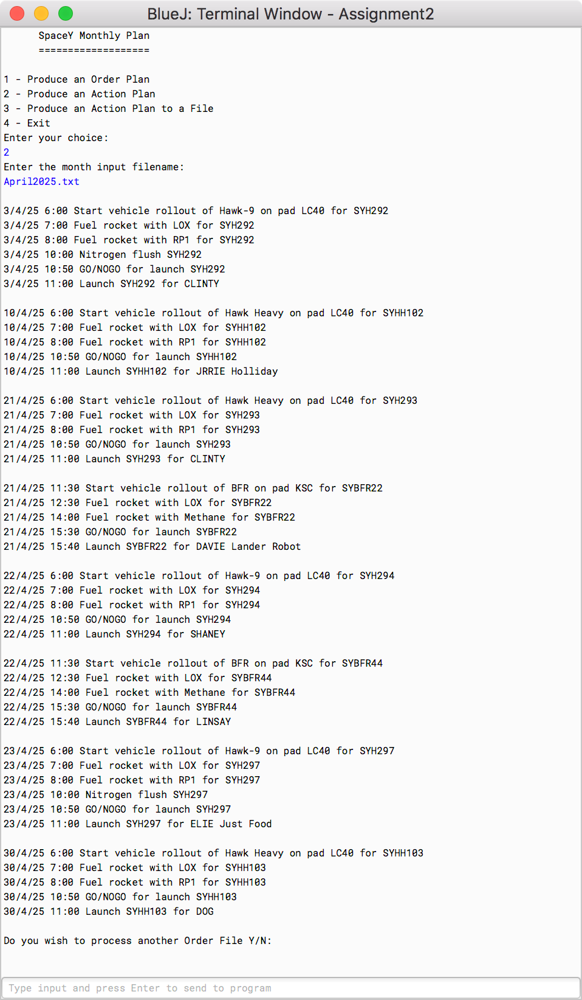 BlueJ: Terminal Window - Assignment2
SpaceY Monthly Plan
===================
1 - Produce an Order Plan
2 - Produce an Action Plan
3 - Produce an Action Plan to a File
4 - Exit
Enter your choice:
2
Enter the month input filename:
April2025.txt
3/4/25 6:00 Start vehicle rollout of Hawk-9 on pad LC40 for SYH292
3/4/25 7:00 Fuel rocket with LOX for SYH292
3/4/25 8:00 Fuel rocket with RP1 for SYH292
3/4/25 10:00 Nitrogen flush SYH292
3/4/25 10:50 GO/NOGO for launch SYH292
3/4/25 11:00 Launch SYH292 for CLINTY
10/4/25 6:00 Start vehicle rollout of Hawk Heavy on pad LC40 for SYHH102
10/4/25 7:00 Fuel rocket with LOX for SYHH102
10/4/25 8:00 Fuel rocket with RP1 for SYHH102
10/4/25 10:50 GO/NOGO for launch SYHH102
10/4/25 11:00 Launch SYHH102 for JRRIE Holliday
21/4/25 6:00 Start vehicle rollout of Hawk Heavy on pad LC40 for SYH293
21/4/25 7:00 Fuel rocket with LOX for SYH293
21/4/25 8:00 Fuel rocket with RP1 for SYH293
21/4/25 10:50 GO/NOGO for launch SYH293
21/4/25 11:00 Launch SYH293 for CLINTY
21/4/25 11:30 Start vehicle rollout of BFR on pad KSC for SYBFR22
21/4/25 12:30 Fuel rocket with LOX for SYBFR22
21/4/25 14:00 Fuel rocket with Methane for SYBFR22
21/4/25 15:30 GO/NOGO for launch SYBFR22
21/4/25 15:40 Launch SYBFR22 for DAVIE Lander Robot
22/4/25 6:00 Start vehicle rollout of Hawk-9 on pad LC40 for SYH294
22/4/25 7:00 Fuel rocket with LOX for SYH294
22/4/25 8:00 Fuel rocket with RP1 for SYH294
22/4/25 10:50 GO/NOGO for launch SYH294
22/4/25 11:00 Launch SYH294 for SHANEY
22/4/25 11:30 Start vehicle rollout of BFR on pad KSC for SYBFR44
22/4/25 12:30 Fuel rocket with LOX for SYBFR44
22/4/25 14:00 Fuel rocket with Methane for SYBFR44
22/4/25 15:30 GO/NOGO for launch SYBFR44
22/4/25 15:40 Launch SYBFR44 for LINSAY
23/4/25 6:00 Start vehicle rollout of Hawk-9 on pad LC40 for SYH297
23/4/25 7:00 Fuel rocket with LOX for SYH297
23/4/25 8:00 Fuel rocket with RP1 for SYH297
23/4/25 10:00 Nitrogen flush SYH297
23/4/25 10:50 GO/NOGO for launch SYH297
23/4/25 11:00 Launch SYH297 for ELIE Just Food
30/4/25 6:00 Start vehicle rollout of Hawk Heavy on pad LC40 for SYHH103
30/4/25 7:00 Fuel rocket with LOX for SYHH103
30/4/25 8:00 Fuel rocket with RP1 for SYHH103
30/4/25 10:50 GO/NOGO for launch SYHH103
30/4/25 11:00 Launch SYHH103 for DOG
Do you wish to process another Order File Y/N:
Type input and press Enter to send to program